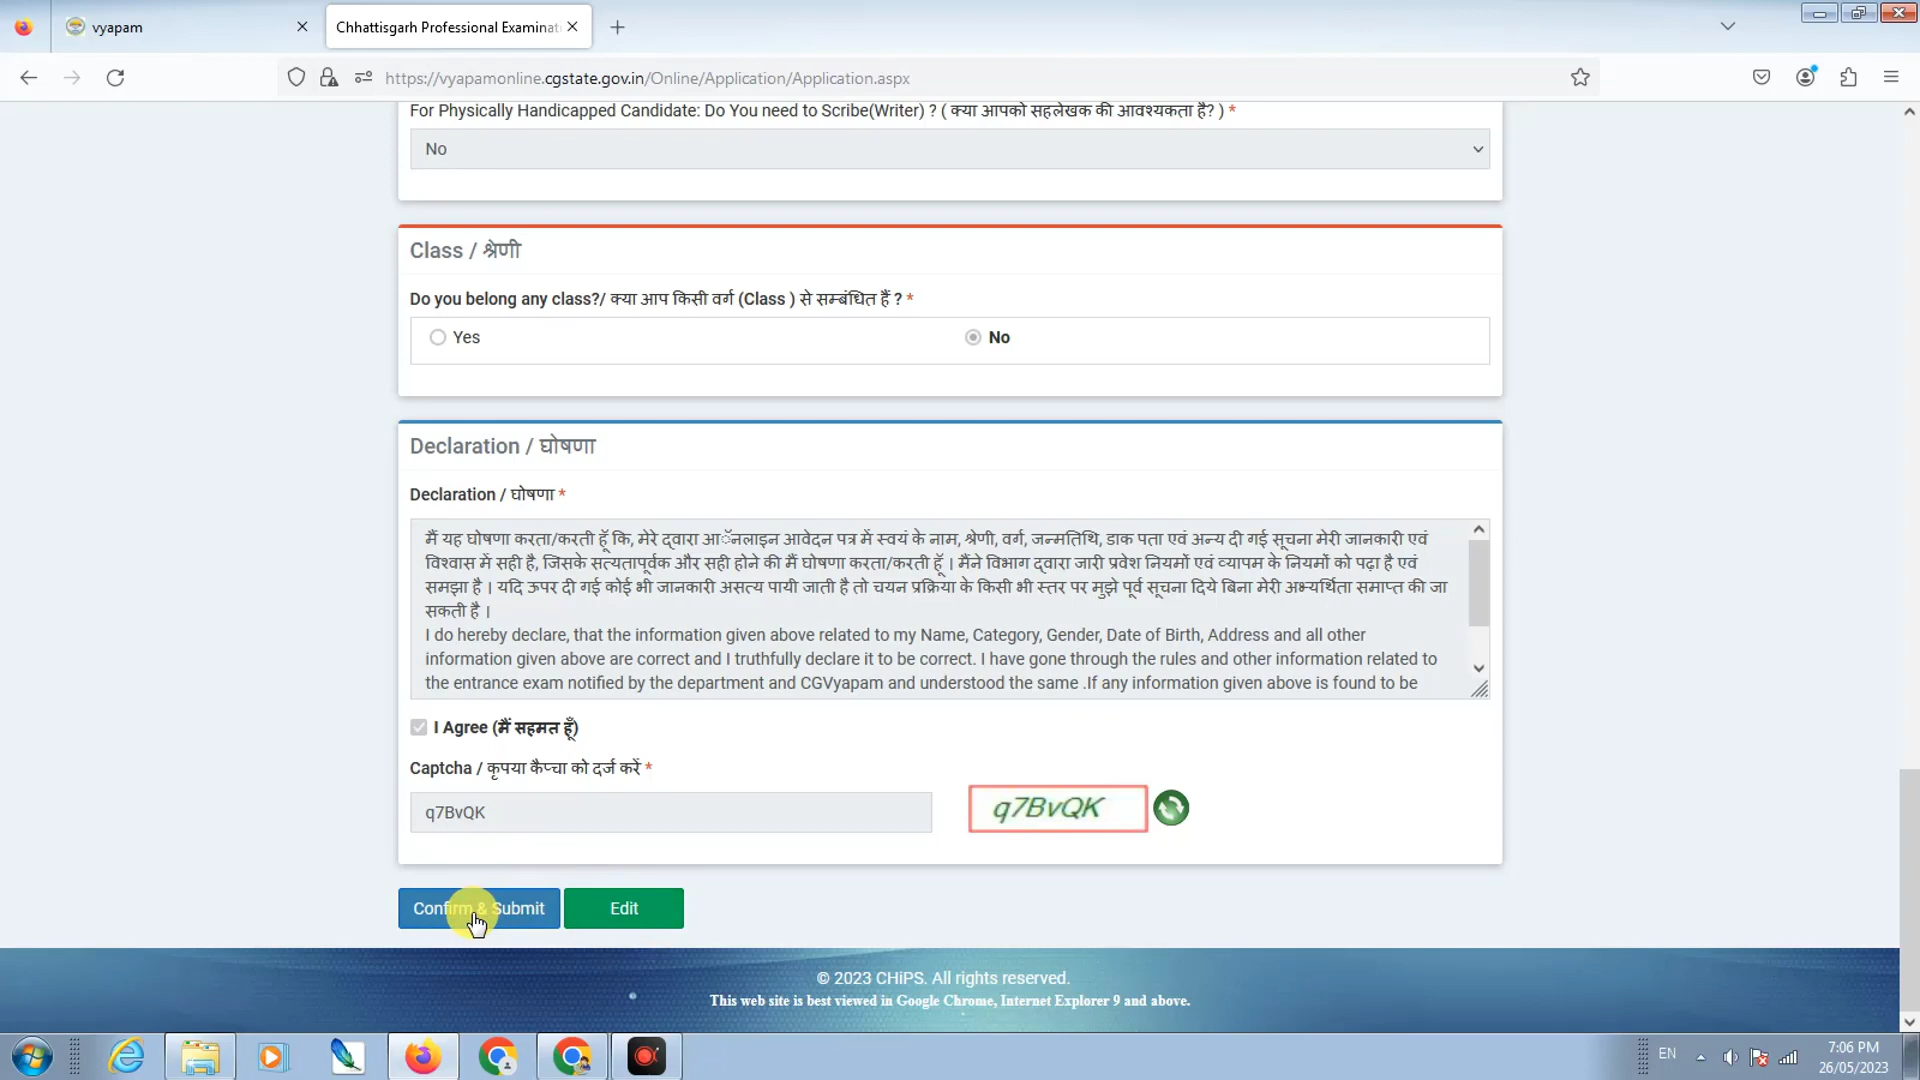 vyapam
Chhattisgarh Professional Examinat
https://vyapamonline.cgstate.gov.in/Online/Application/Application.aspx
For Physically Handicapped Candidate: Do You need to Scribe(Writer) ? ( क्या आपको सहलेखक की आवश्यकता है? ) *
No
Class / श्रेणी
Do you belong any class?/ क्या आप किसी वर्ग (Class ) से सम्बंधित हैं ? *
Yes
No
Declaration / घोषणा
Declaration / घोषणा *
मैं यह घोषणा करता/करती हूँ कि, मेरे द्वारा आॅनलाइन आवेदन पत्र में स्वयं के नाम, श्रेणी, वर्ग, जन्मतिथि, डाक पता एवं अन्य दी गई सूचना मेरी जानकारी एवं
विश्वास में सही है, जिसके सत्यतापूर्वक और सही होने की मैं घोषणा करता/करती हूँ । मैंने विभाग द्वारा जारी प्रवेश नियमों एवं व्यापम के नियमों को पढ़ा है एवं
समझा है । यदि ऊपर दी गई कोई भी जानकारी असत्य पायी जाती है तो चयन प्रक्रिया के किसी भी स्तर पर मुझे पूर्व सूचना दिये बिना मेरी अभ्यर्थिता समाप्त की जा
सकती है ।
I do hereby declare, that the information given above related to my Name, Category, Gender, Date of Birth, Address and all other
information given above are correct and I truthfully declare it to be correct. I have gone through the rules and other information related to
the entrance exam notified by the department and CGVyapam and understood the same .If any information given above is found to be
I Agree (मैं सहमत हूँ)
Captcha / कृपया कैप्चा को दर्ज करें *
q7BvQK
q7BvQK
Confirm & Submit
Edit
© 2023 CHiPS. All rights reserved.
This web site is best viewed in Google Chrome, Internet Explorer 9 and above.
EN
7:06 PM
26/05/2023